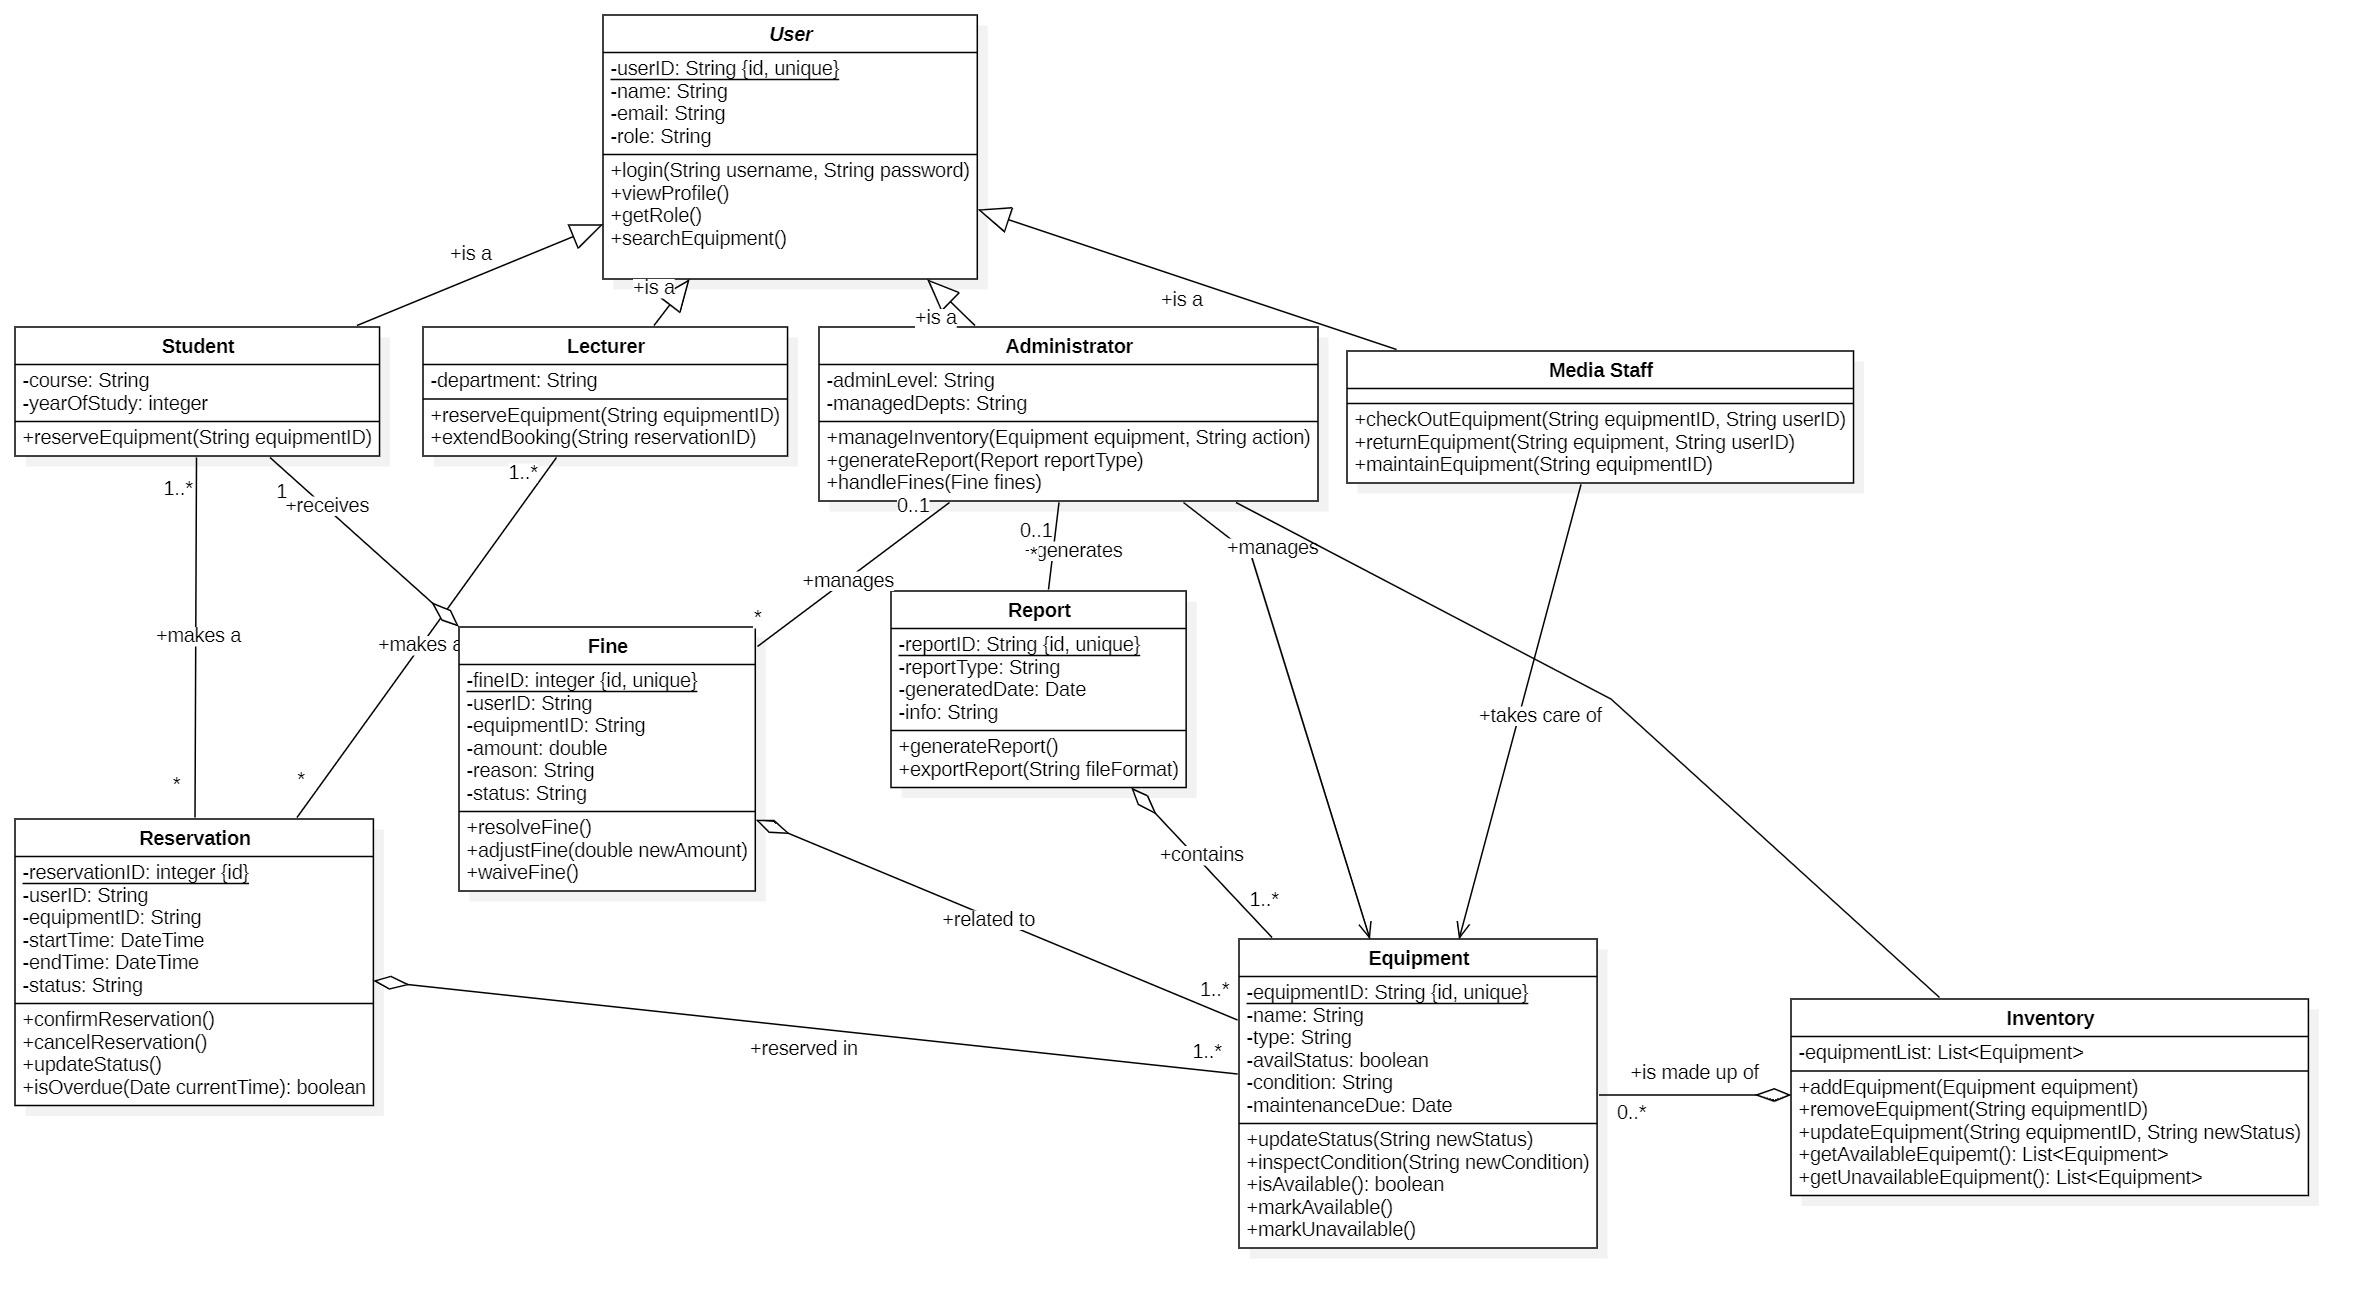 User
-userID: String {id, unique}
-name: String
-email: String
-role: String
+login(String username, String password)
+viewProfile()
+getRole()
+searchEquipment()
+is a
+is a
+is a
+is a
Student
-course: String
-yearOfStudy: integer
+reserveEquipment(String equipmentID)
Lecturer
-department: String
+reserveEquipment(String equipmentID)
+extendBooking(String reservationID)
Administrator
-adminLevel: String
-managedDepts: String
+manageInventory(Equipment equipment, String action)
+generateReport(Report reportType)
+handleFines(Fine fines)
Media Staff
+checkOutEquipment(String equipmentID, String userID)
+returnEquipment(String equipment, String userID)
+maintainEquipment(String equipmentID)
1..*
1
+receives
1..*
0..1
0..1
*
generates
+manages
+manages
*
+makes a
+makes a
+takes care of
*
*
Fine
-fineID: integer {id, unique}
-userID: String
-equipmentID: String
-amount: double
-reason: String
-status: String
+resolveFine()
+adjustFine(double newAmount)
+waiveFine()
Report
-reportID: String {id, unique}
-reportType: String
-generatedDate: Date
-info: String
+generateReport()
+exportReport(String fileFormat)
+contains
1..*
+related to
1..*
Reservation
-reservationID: integer {id}
-userID: String
-equipmentID: String
-startTime: DateTime
-endTime: DateTime
-status: String
+confirmReservation()
+cancelReservation()
+updateStatus()
+isOverdue(Date currentTime): boolean
+reserved in
1..*
Equipment
-equipmentID: String {id, unique}
-name: String
-type: String
-availStatus: boolean
-condition: String
-maintenanceDue: Date
+updateStatus(String newStatus)
+inspectCondition(String newCondition)
+isAvailable(): boolean
+markAvailable()
+markUnavailable()
+is made up of
0..*
Inventory
-equipmentList: List<Equipment>
+addEquipment(Equipment equipment)
+removeEquipment(String equipmentID)
+updateEquipment(String equipmentID, String newStatus)
+getAvailableEquipemt(): List<Equipment>
+getUnavailableEquipment(): List<Equipment>